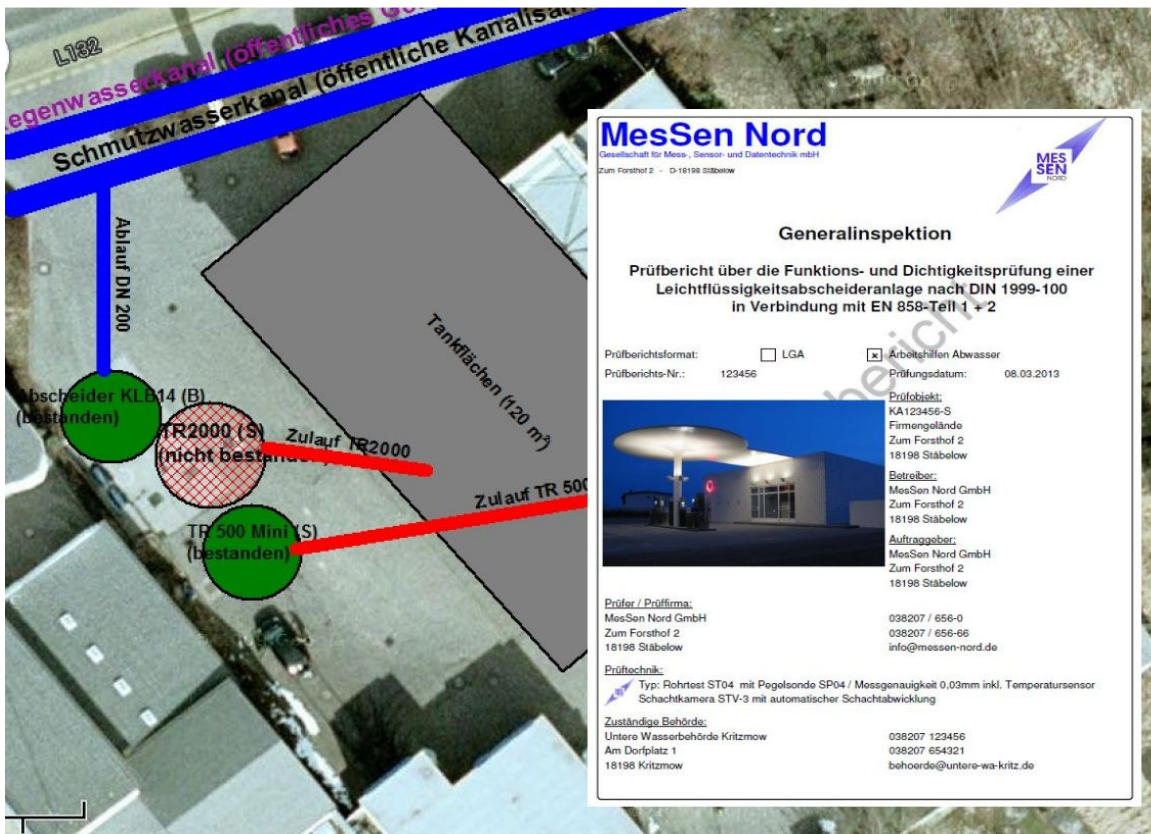 L132
Regenwasserkanal (öffentliches
Schmutzwasserkanal (öffentliche
Ablauf DN 200
Tankflächen (120 m²)
Abscheider KLB14 (B)
(bestanden)
TR2000 (S)
(nicht bestanden)
Zulauf TR2000
Zulauf TR 500
TR 500 Mini (S)
(bestanden)
MesSen Nord
Gesellschaft für Mess-, Sensor- und Datentechnik mbH
Zum Forsthof 2 - D-18198 Stäbelow
MES
SEN
NORD
Generalinspektion
Prüfbericht über die Funktions- und Dichtigkeitsprüfung einer
Leichtflüssigkeitsabscheideranlage nach DIN 1999-100
in Verbindung mit EN 858-Teil 1 + 2
Prüfberichtsformat: LGA x Arbeitshilfen Abwasser
Prüfberichts-Nr.: 123456 Prüfungsdatum: 08.03.2013
Prüfobjekt:
KA123456-S
Firmengelände
Zum Forsthof 2
18198 Stäbelow
Betreiber:
MesSen Nord GmbH
Zum Forsthof 2
18198 Stäbelow
Auftraggeber:
MesSen Nord GmbH
Zum Forsthof 2
18198 Stäbelow
Prüfer / Prüffirma:
MesSen Nord GmbH 038207 / 656-0
Zum Forsthof 2 038207 / 656-66
18198 Stäbelow info@messen-nord.de
Prüftechnik:
Typ: Rohrtest ST04 mit Pegelsonde SP04 / Messgenauigkeit 0,03mm inkl. Temperatursensor
Schachtkamera STV-3 mit automatischer Schachtabwicklung
Zuständige Behörde:
Untere Wasserbehörde Kritzmow 038207 123456
Am Dorfplatz 1 038207 654321
18198 Kritzmow behoerde@untere-wa-kritz.de